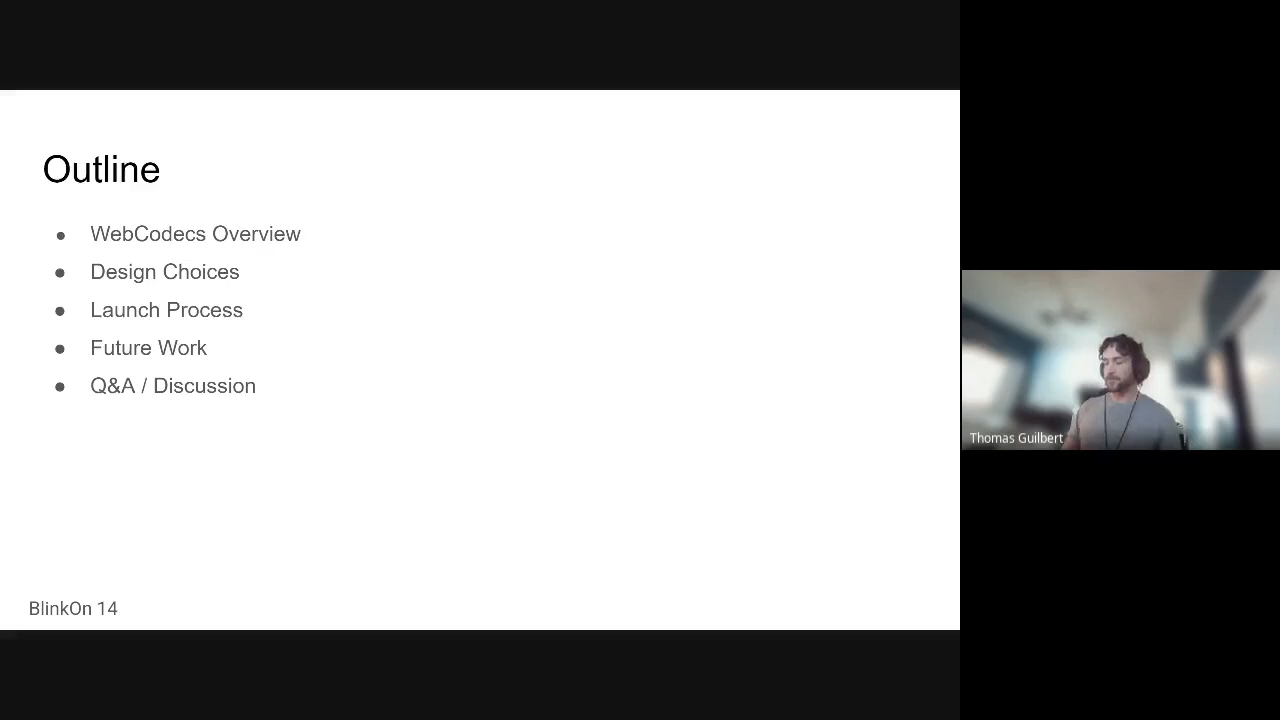 Outline
● WebCodecs Overview
● Design Choices
● Launch Process
● Future Work
● Q&A / Discussion
BlinkOn 14
Thomas Guilbert